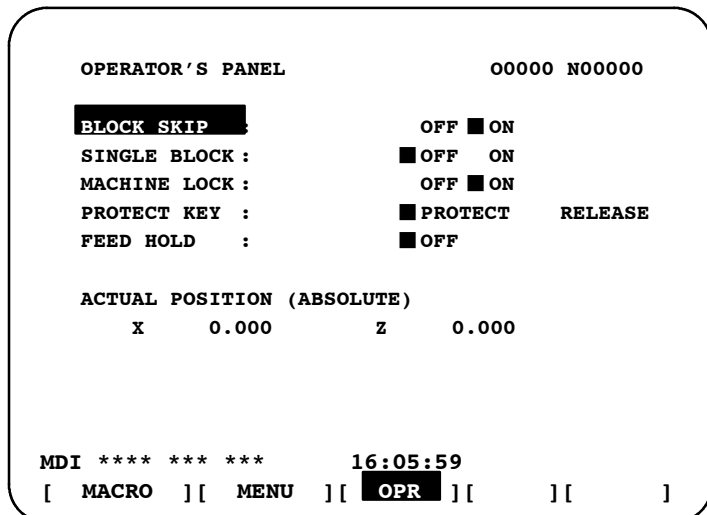 OPERATOR'S PANEL O0000 N00000
BLOCK SKIP : OFF ■ ON
SINGLE BLOCK : ■ OFF ON
MACHINE LOCK : OFF ■ ON
PROTECT KEY : ■ PROTECT RELEASE
FEED HOLD : ■ OFF
ACTUAL POSITION (ABSOLUTE)
X 0.000 Z 0.000
MDI **** *** *** 16:05:59
[ MACRO ][ MENU ][ OPR ][ ][ ]